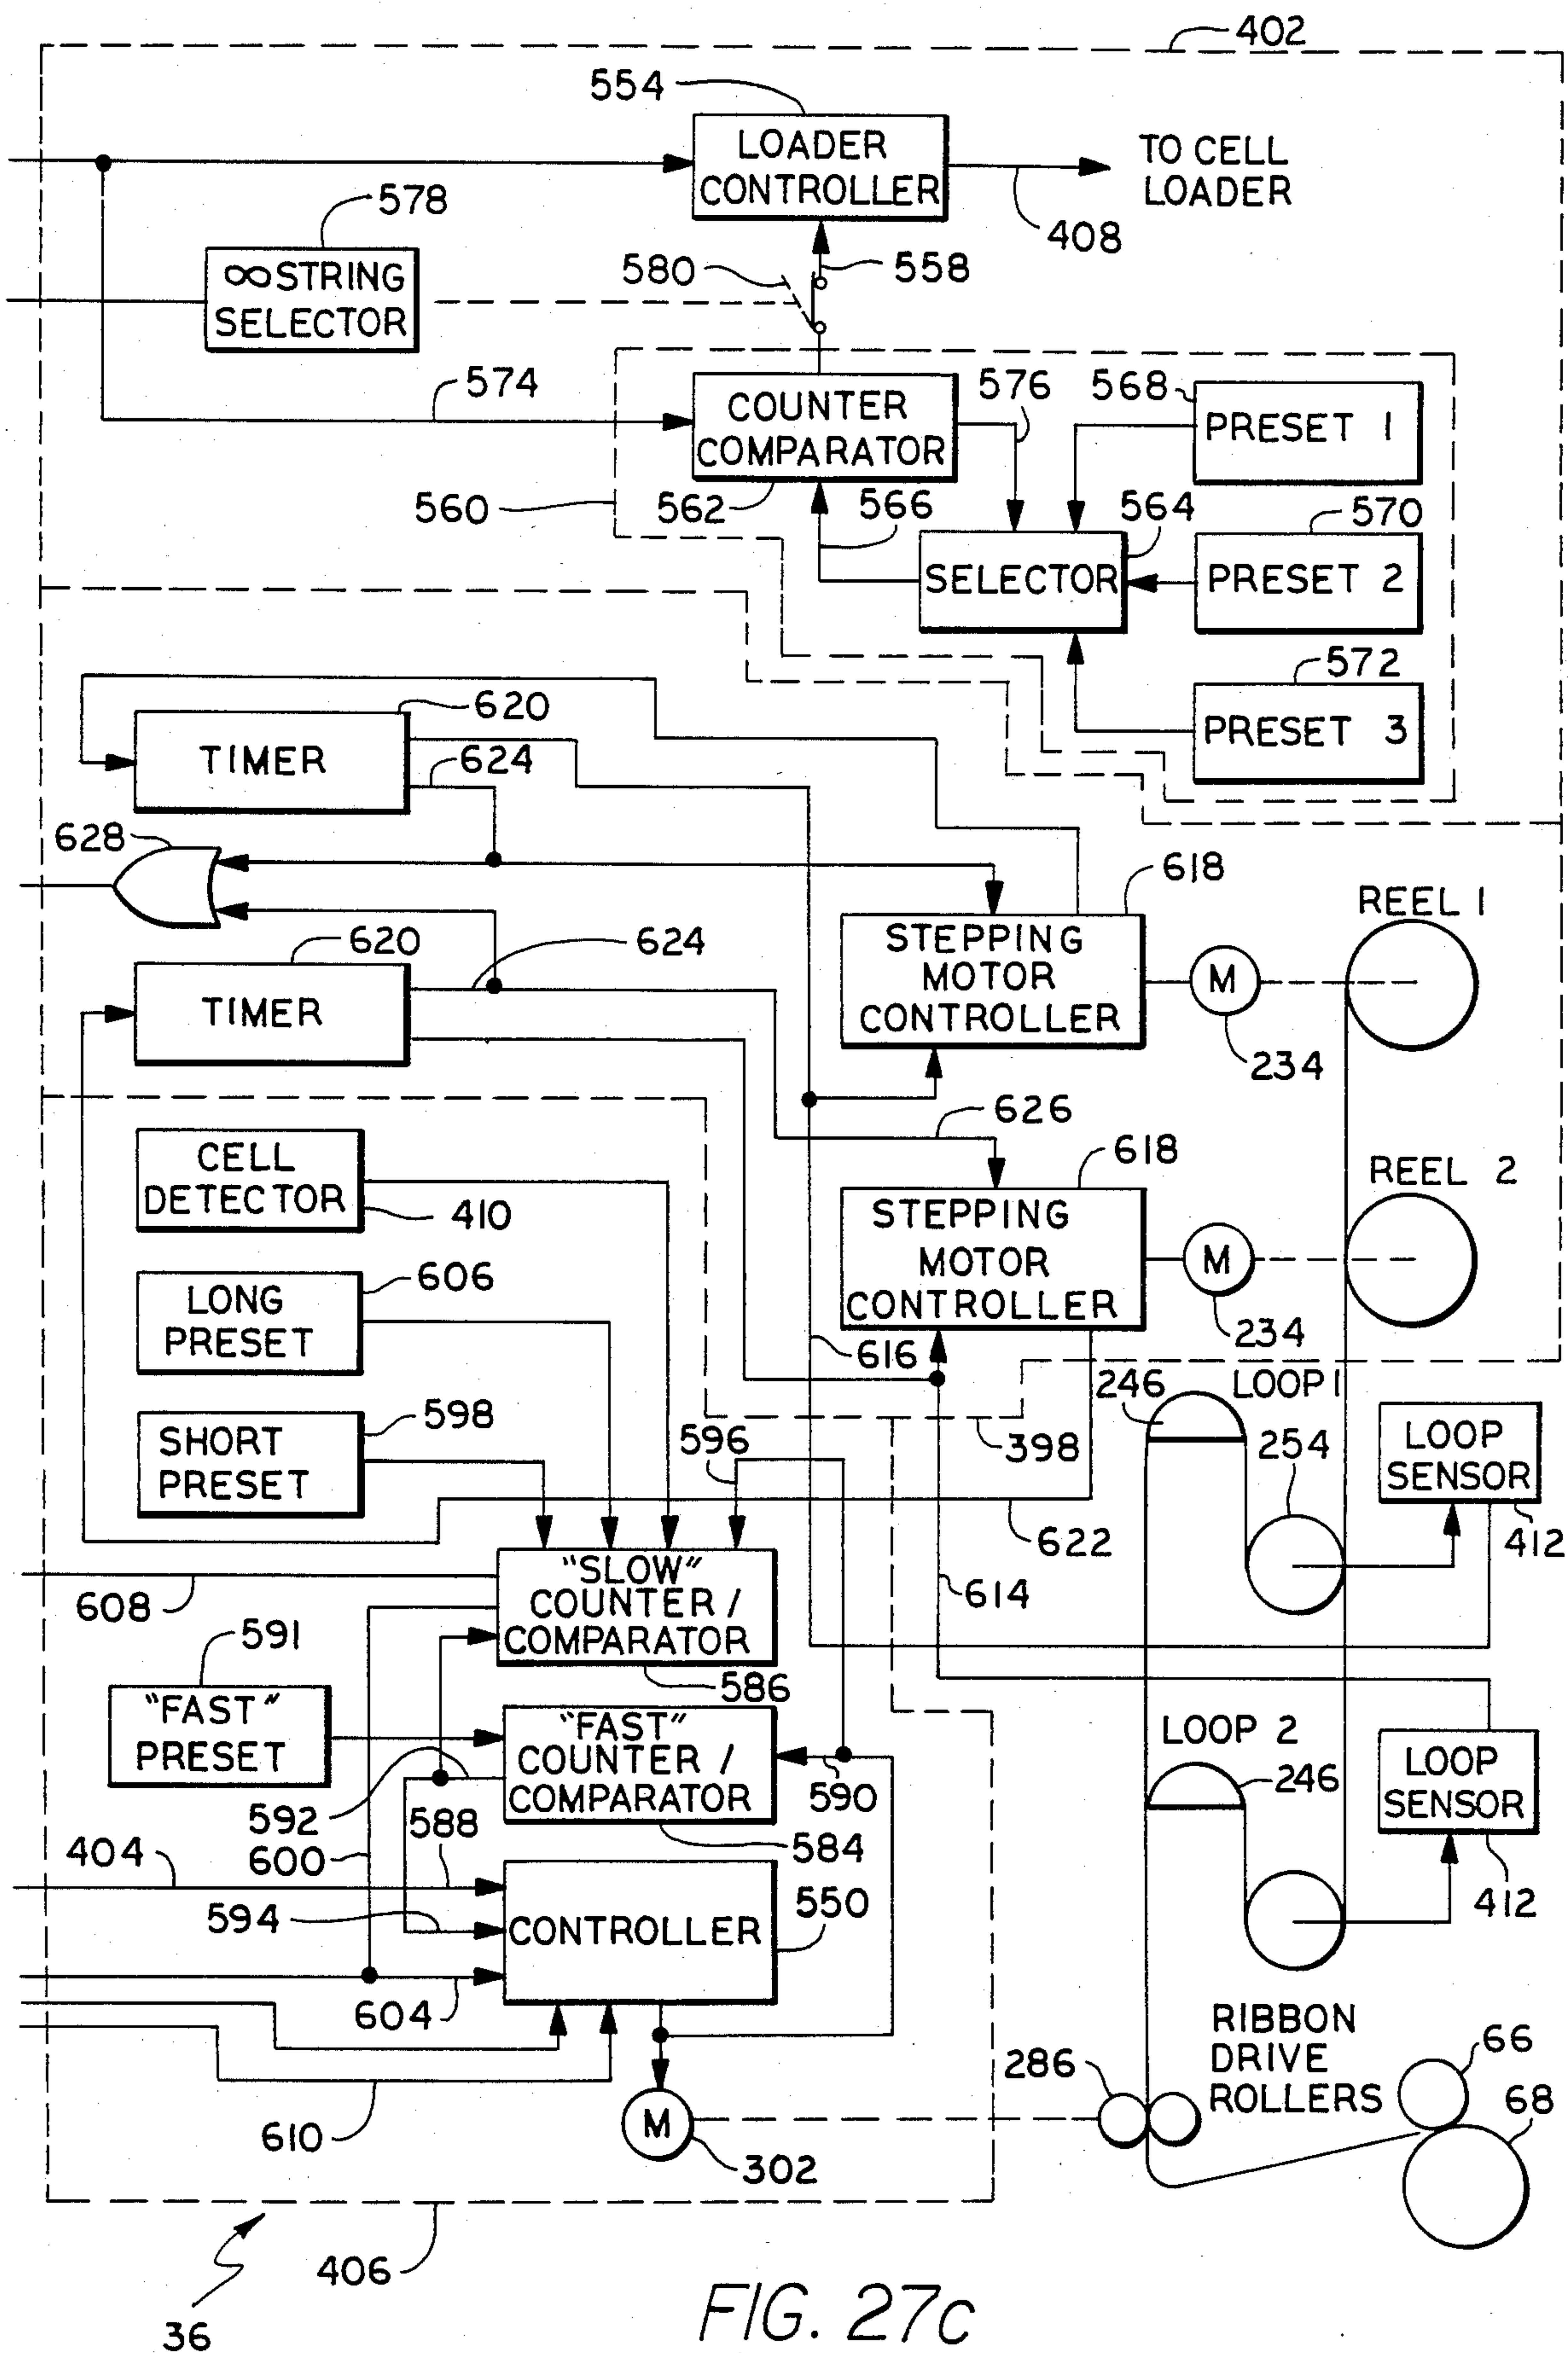 402
554
LOADER
CONTROLLER
TO CELL
LOADER
408
578
∞ STRING
SELECTOR
580
558
574
COUNTER
COMPARATOR
576
568
PRESET 1
560
562
566
564
570
SELECTOR
PRESET 2
572
PRESET 3
620
TIMER
624
628
618
REEL 1
STEPPING
MOTOR
CONTROLLER
M
234
620
624
TIMER
626
618
REEL 2
CELL
DETECTOR
410
STEPPING
MOTOR
CONTROLLER
M
234
606
LONG
PRESET
616
246
LOOP 1
598
SHORT
PRESET
596
398
254
LOOP
SENSOR
412
622
"SLOW"
COUNTER /
COMPARATOR
608
614
591
586
"FAST"
PRESET
"FAST"
COUNTER /
COMPARATOR
590
LOOP 2
246
LOOP
SENSOR
412
592
588
584
404
600
594
CONTROLLER
550
604
610
M
302
286
RIBBON
DRIVE
ROLLERS
66
68
406
36
FIG. 27c